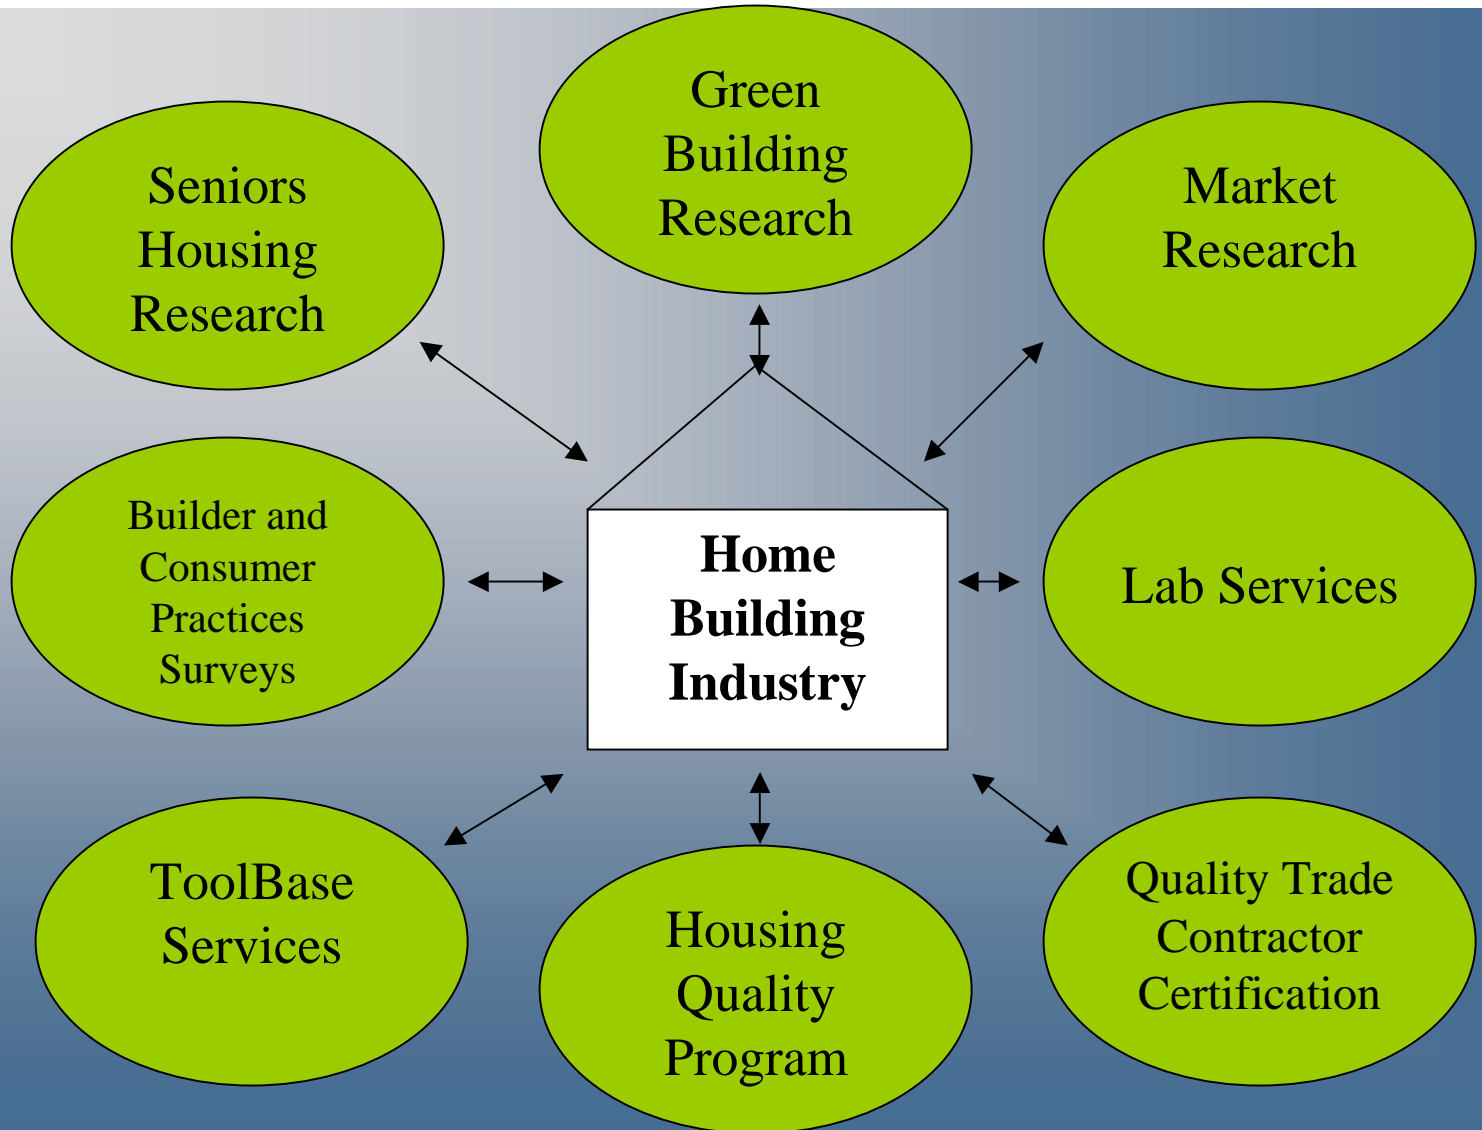 Green
Building
Research
Seniors
Housing
Research
Market
Research
Builder and
Consumer
Practices
Surveys
Home
Building
Industry
Lab Services
ToolBase
Services
Housing
Quality
Program
Quality Trade
Contractor
Certification